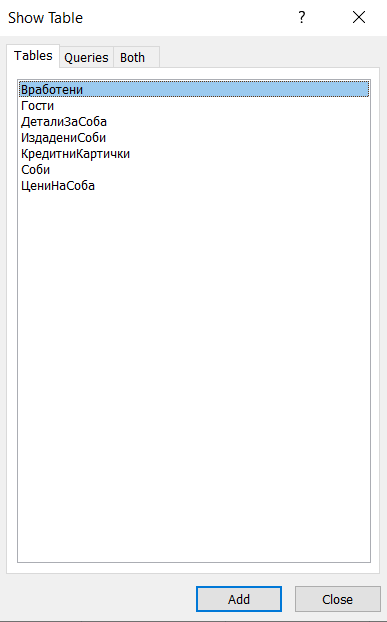 Show Table
Tables Queries Both
Вработени
Гости
ДеталиЗаСоба
ИздадениСоби
КредитниКартички
Соби
ЦениНаСоба
Add Close